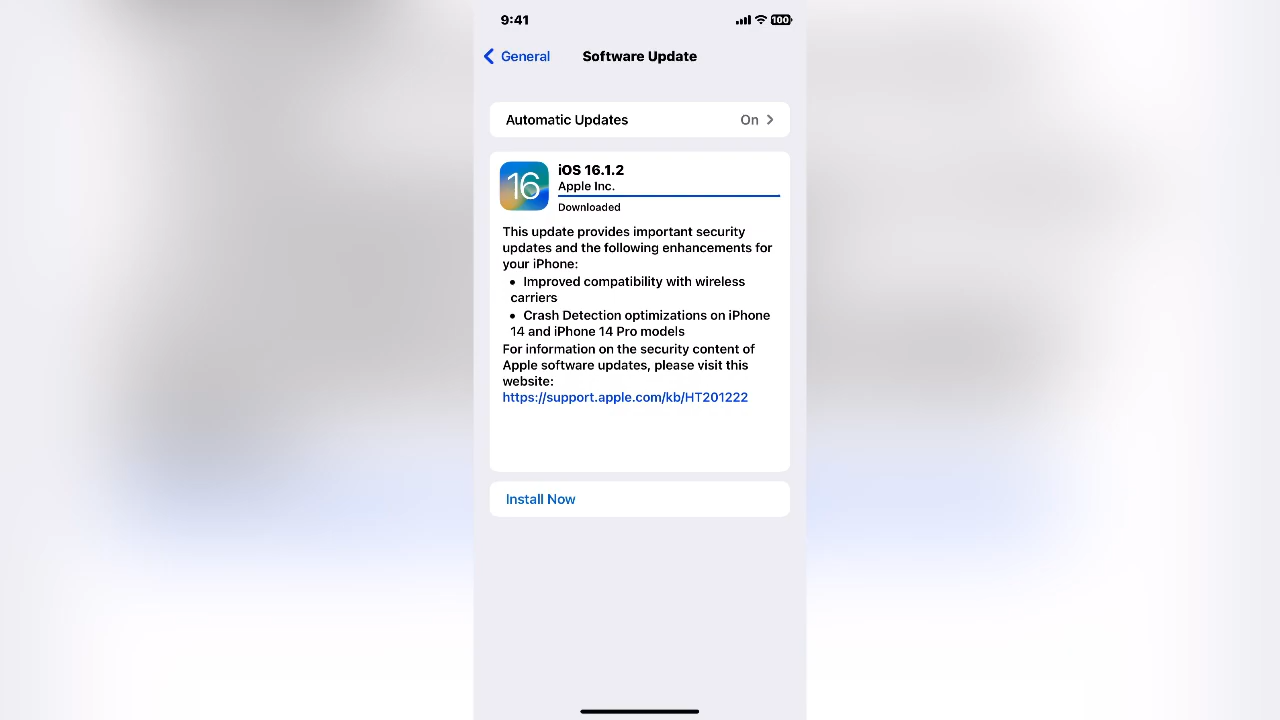 9:41
100
General
Software Update
Automatic Updates
On
16
iOS 16.1.2
Apple Inc.
Downloaded
This update provides important security
updates and the following enhancements for
your iPhone:
• Improved compatibility with wireless
carriers
• Crash Detection optimizations on iPhone
14 and iPhone 14 Pro models
For information on the security content of
Apple software updates, please visit this
website:
https://support.apple.com/kb/HT201222
Install Now